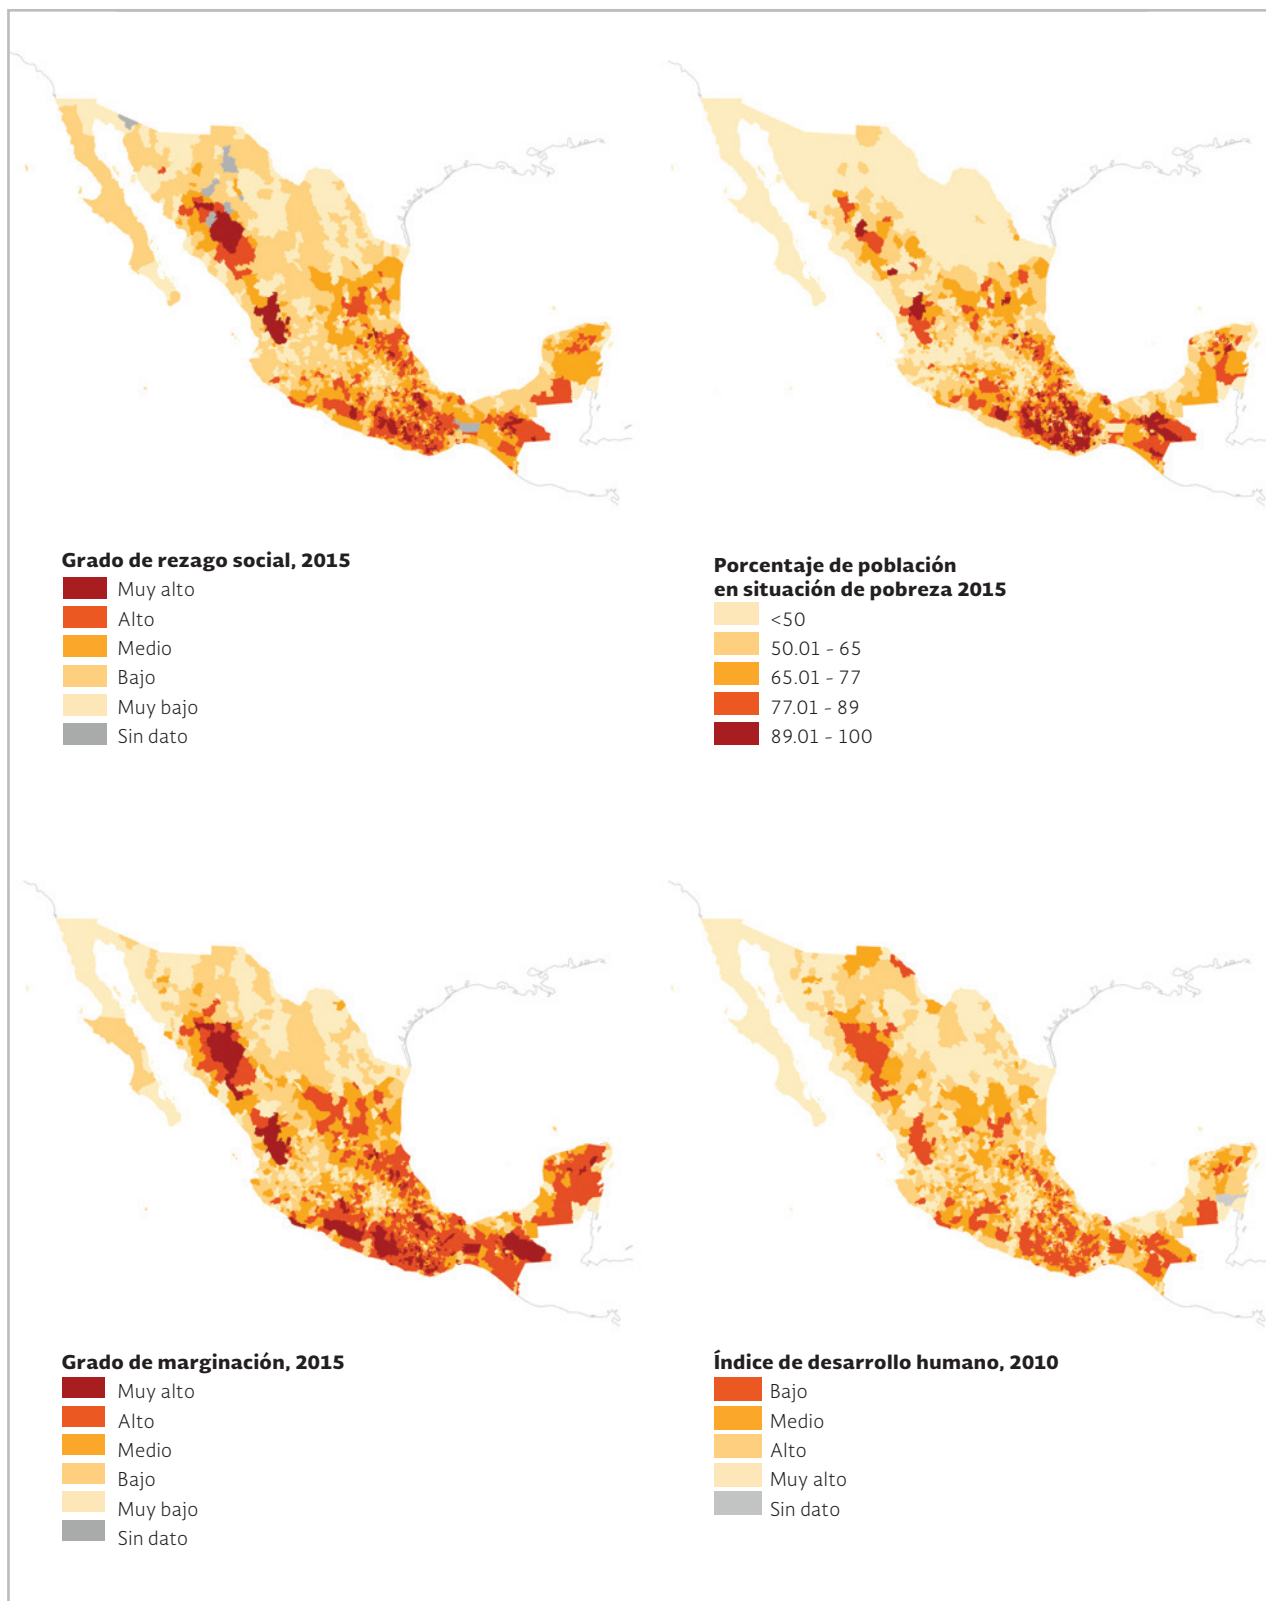 Grado de rezago social, 2015
Muy alto
Alto
Medio
Bajo
Muy bajo
Sin dato
Porcentaje de población
en situación de pobreza 2015
<50
50.01 - 65
65.01 - 77
77.01 - 89
89.01 - 100
Grado de marginación, 2015
Muy alto
Alto
Medio
Bajo
Muy bajo
Sin dato
Índice de desarrollo humano, 2010
Bajo
Medio
Alto
Muy alto
Sin dato